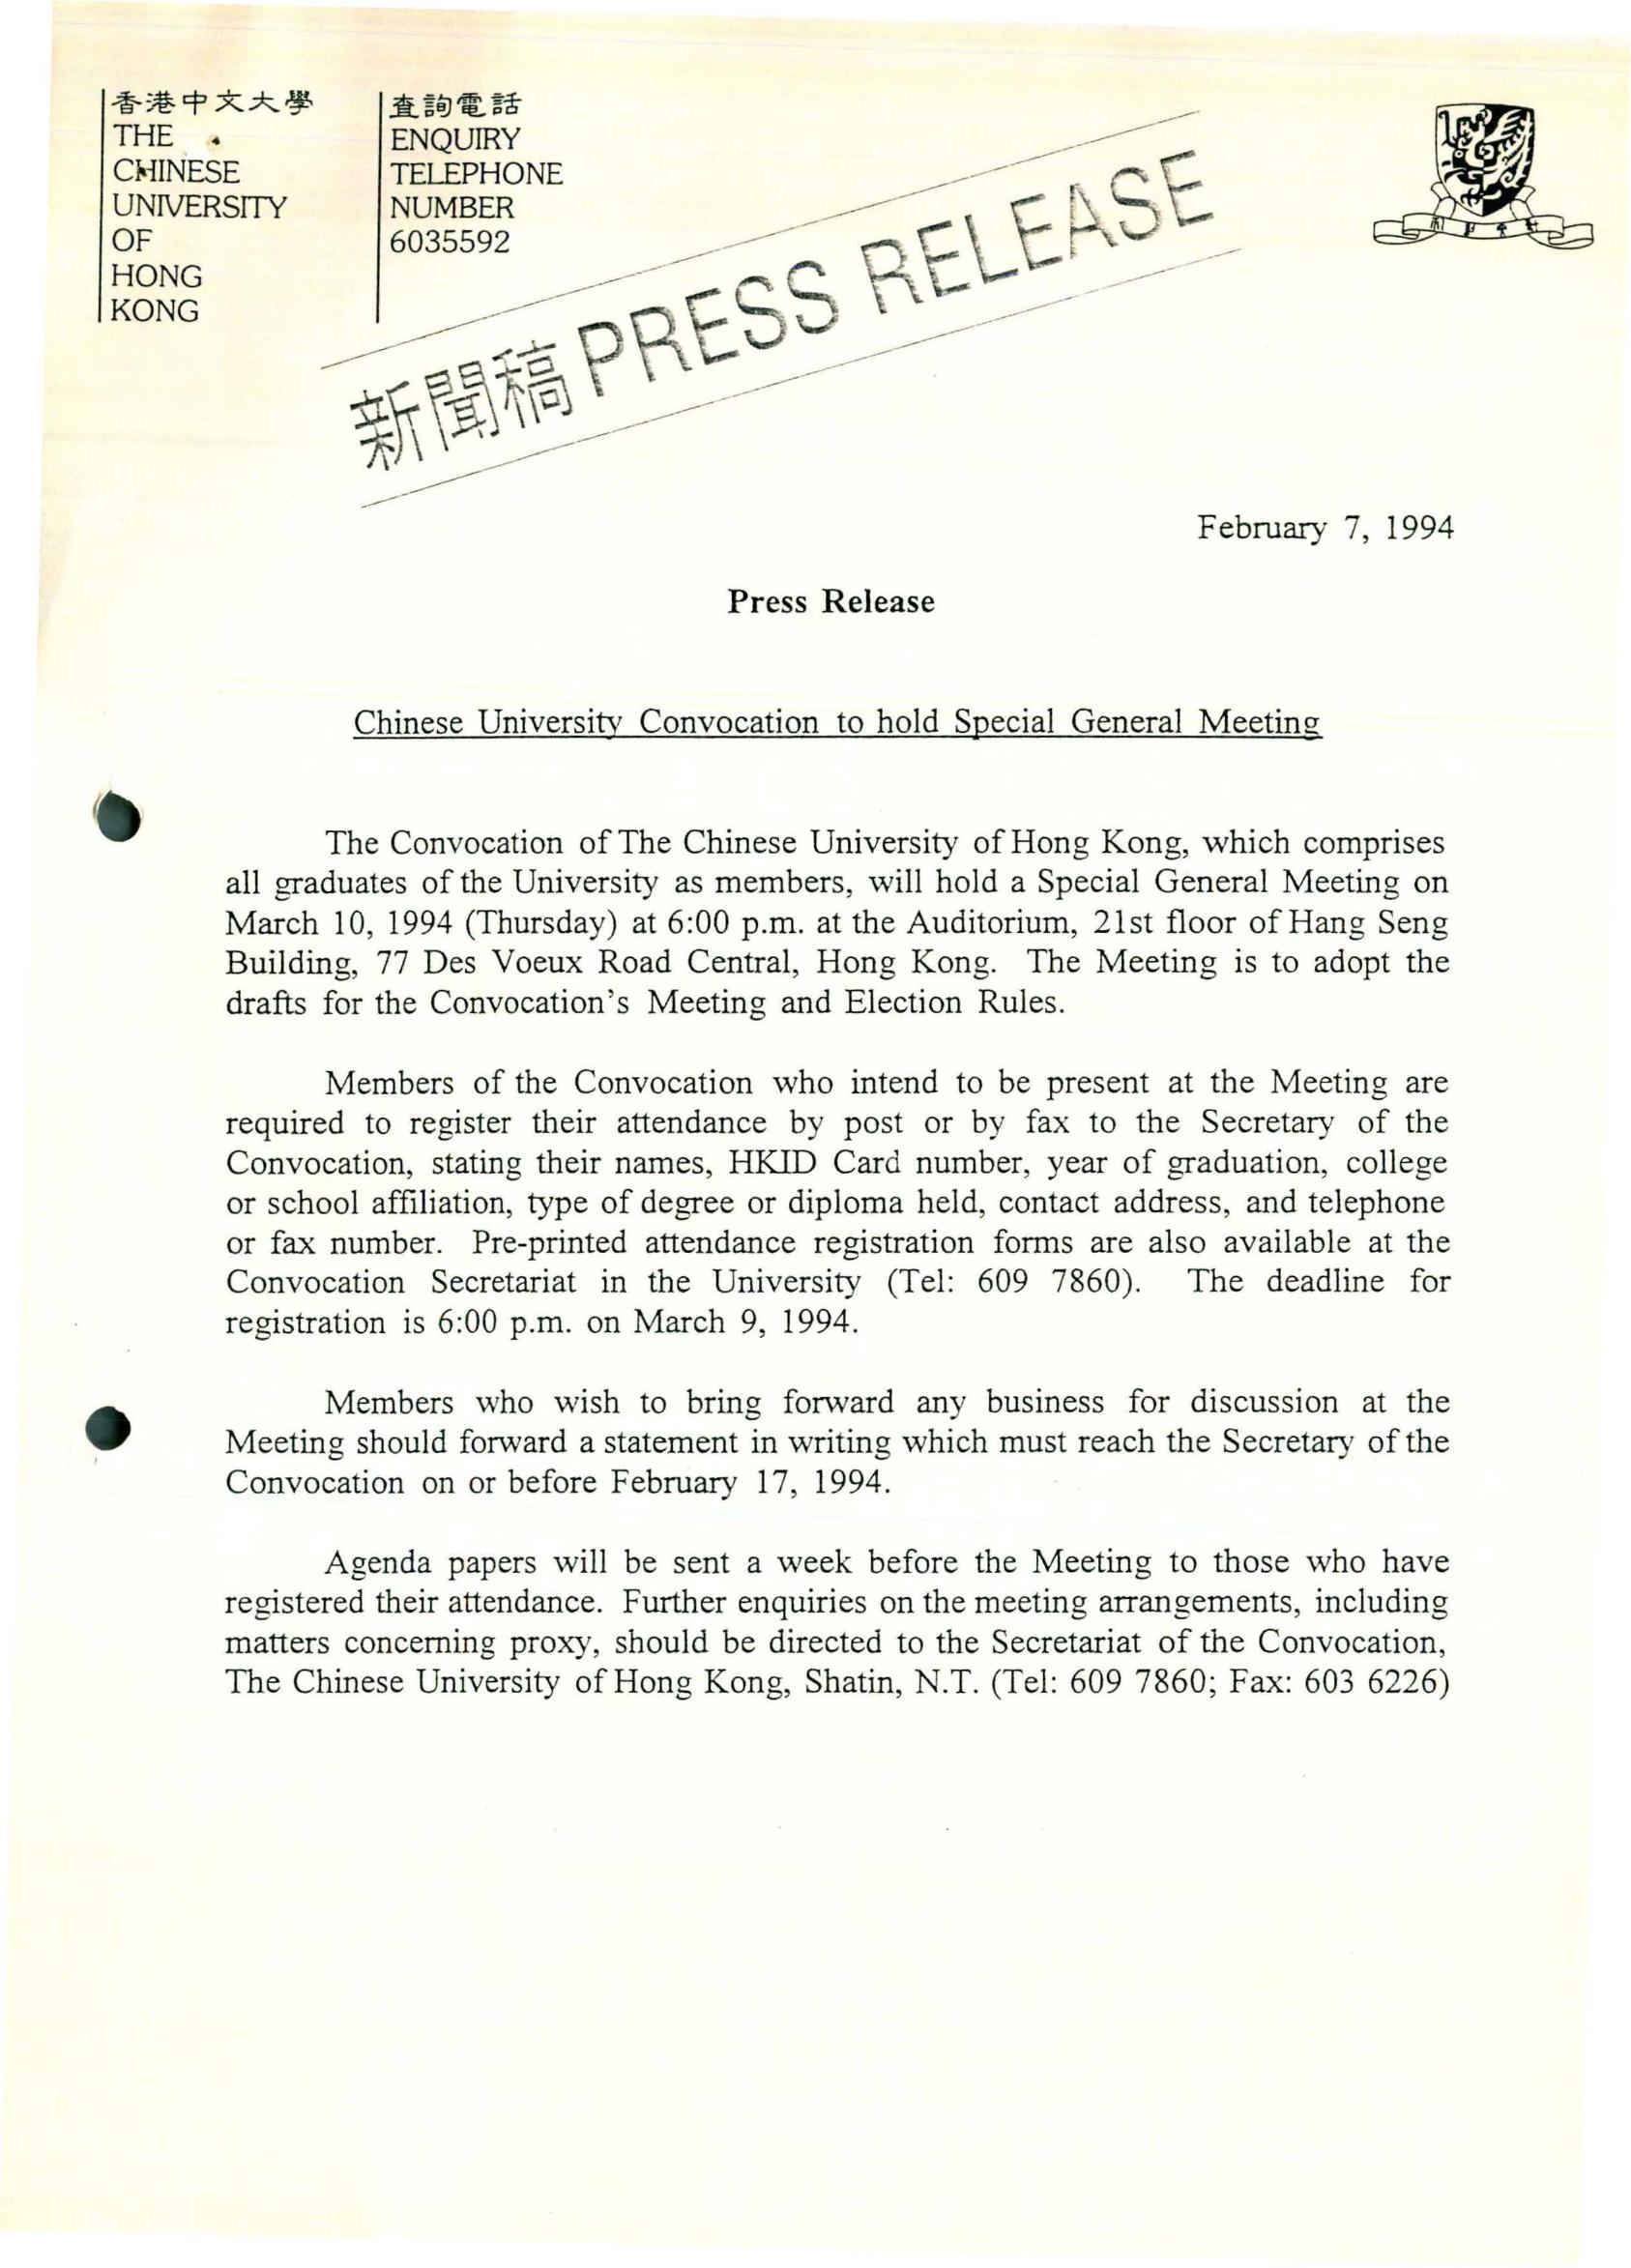 香港中文大學
THE
CHINESE
UNIVERSITY
OF
HONG
KONG
查詢電話
ENQUIRY
TELEPHONE
NUMBER
6035592
新聞稿 PRESS RELEASE
February 7, 1994
Press Release
Chinese University Convocation to hold Special General Meeting
The Convocation of The Chinese University of Hong Kong, which comprises
all graduates of the University as members, will hold a Special General Meeting on
March 10, 1994 (Thursday) at 6:00 p.m. at the Auditorium, 21st floor of Hang Seng
Building, 77 Des Voeux Road Central, Hong Kong. The Meeting is to adopt the
drafts for the Convocation's Meeting and Election Rules.
Members of the Convocation who intend to be present at the Meeting are
required to register their attendance by post or by fax to the Secretary of the
Convocation, stating their names, HKID Card number, year of graduation, college
or school affiliation, type of degree or diploma held, contact address, and telephone
or fax number. Pre-printed attendance registration forms are also available at the
Convocation Secretariat in the University (Tel: 609 7860). The deadline for
registration is 6:00 p.m. on March 9, 1994.
Members who wish to bring forward any business for discussion at the
Meeting should forward a statement in writing which must reach the Secretary of the
Convocation on or before February 17, 1994.
Agenda papers will be sent a week before the Meeting to those who have
registered their attendance. Further enquiries on the meeting arrangements, including
matters concerning proxy, should be directed to the Secretariat of the Convocation,
The Chinese University of Hong Kong, Shatin, N.T. (Tel: 609 7860; Fax: 603 6226)